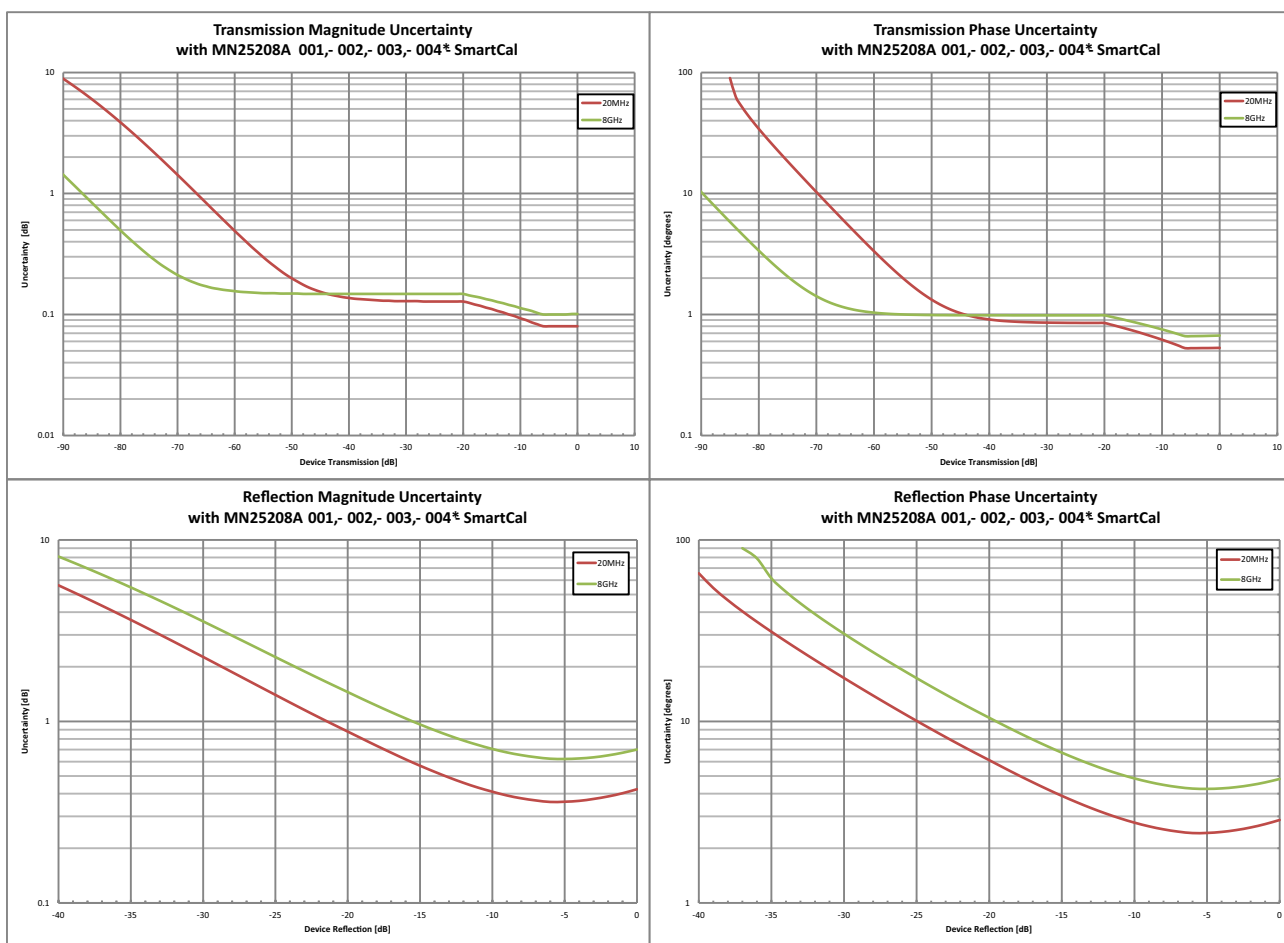 Transmission Magnitude Uncertainty
with MN25208A 001,- 002,- 003,- 004* SmartCal
10
1
0.1
0.01
Uncertainty [dB]
20MHz
8GHz
-90 -80 -70 -60 -50 -40 -30 -20 -10 0 10
Device Transmission [dB]
Transmission Phase Uncertainty
with MN25208A 001,- 002,- 003,- 004* SmartCal
100
10
1
0.1
Uncertainty [degrees]
20MHz
8GHz
-90 -80 -70 -60 -50 -40 -30 -20 -10 0 10
Device Transmission [dB]
Reflection Magnitude Uncertainty
with MN25208A 001,- 002,- 003,- 004* SmartCal
10
1
0.1
Uncertainty [dB]
20MHz
8GHz
-40 -35 -30 -25 -20 -15 -10 -5 0
Device Reflection [dB]
Reflection Phase Uncertainty
with MN25208A 001,- 002,- 003,- 004* SmartCal
100
10
1
Uncertainty [degrees]
20MHz
8GHz
-40 -35 -30 -25 -20 -15 -10 -5 0
Device Reflection [dB]